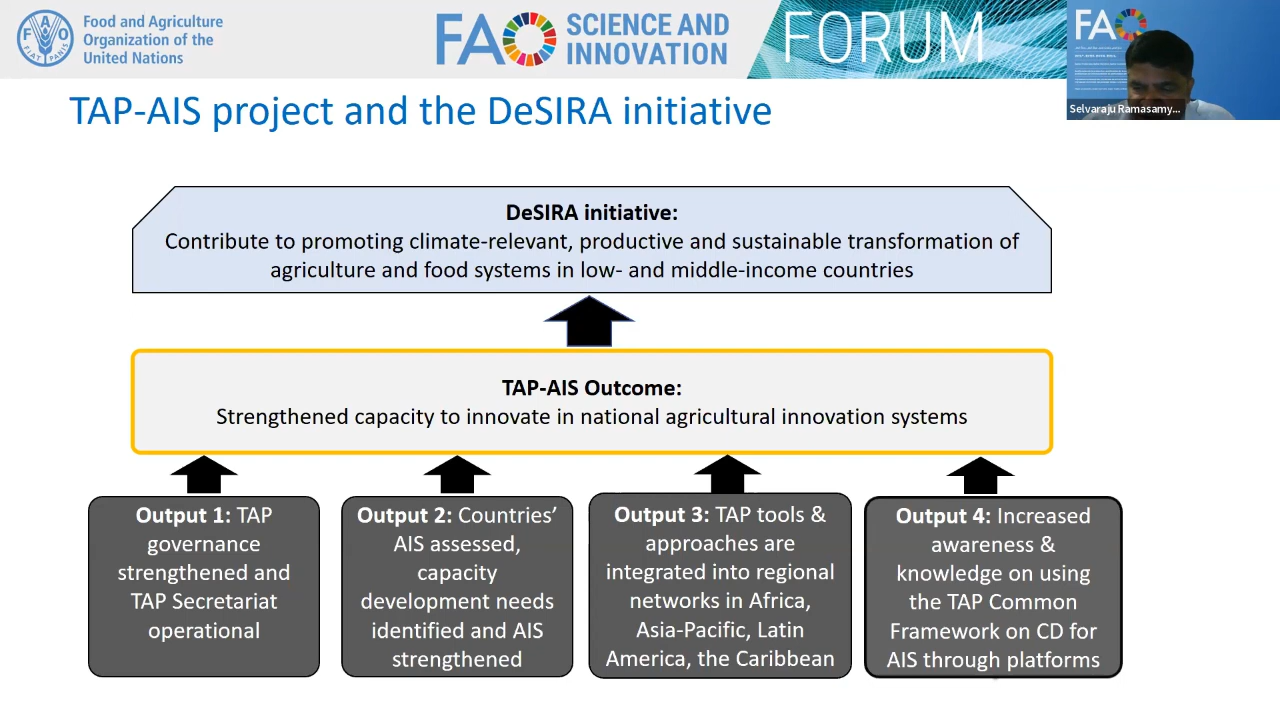 Food and Agriculture
Organization of the
United Nations
FAO
FIAT PANIS
FAO SCIENCE AND
INNOVATION
FORUM
FAO
Selvaraju Ramasamy...
TAP-AIS project and the DeSIRA initiative
DeSIRA initiative:
Contribute to promoting climate-relevant, productive and sustainable transformation of
agriculture and food systems in low- and middle-income countries
TAP-AIS Outcome:
Strengthened capacity to innovate in national agricultural innovation systems
Output 1: TAP
governance
strengthened and
TAP Secretariat
operational
Output 2: Countries’
AIS assessed,
capacity
development needs
identified and AIS
strengthened
Output 3: TAP tools &
approaches are
integrated into regional
networks in Africa,
Asia-Pacific, Latin
America, the Caribbean
Output 4: Increased
awareness &
knowledge on using
the TAP Common
Framework on CD for
AIS through platforms